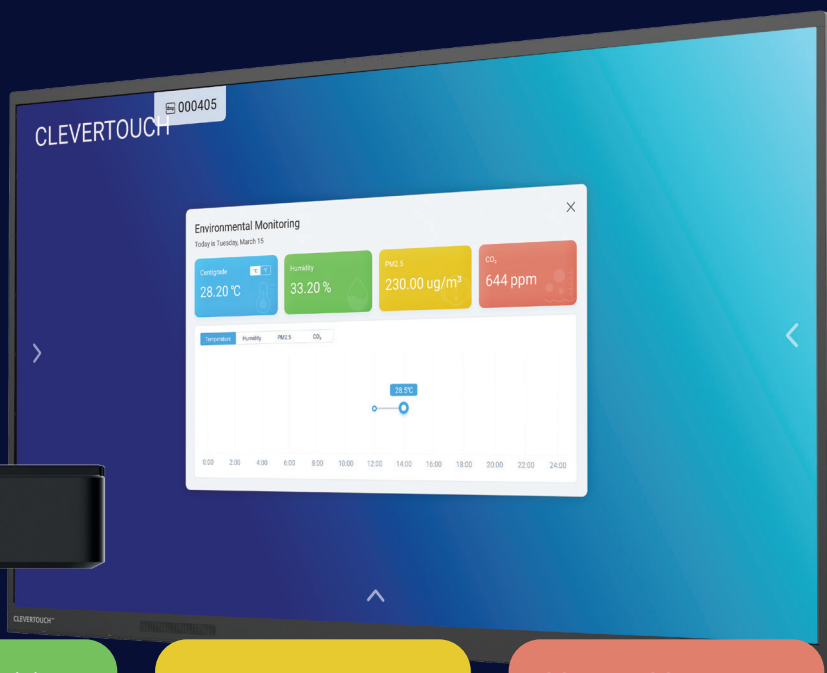 000405
CLEVERTOUCH
Environmental Monitoring
Today is Tuesday, March 15
Centigrade °C °F
28.20 °C
Humidity
33.20 %
PM2.5
230.00 ug/m³
CO₂
644 ppm
Temperature Humidity PM2.5 CO₂
28.5°C
0:00 2:00 4:00 6:00 8:00 10:00 12:00 14:00 16:00 18:00 20:00 22:00 24:00
CLEVERTOUCH™